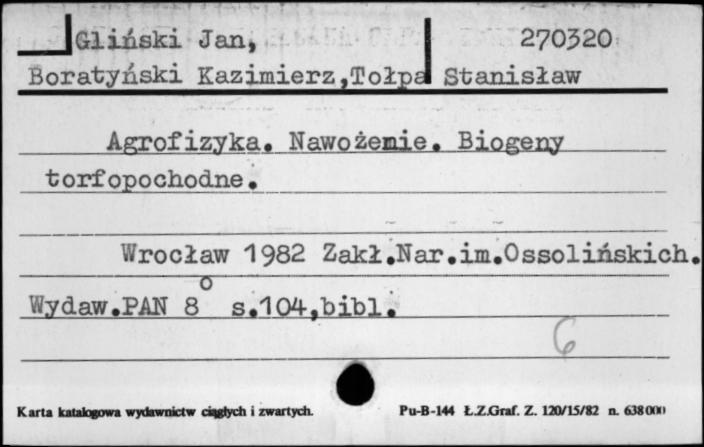 Gliński Jan, 270320
Boratyński Kazimierz,Tołpa Stanisław
Agrofizyka. Nawożenie. Biogeny
torfopochodne.
Wrocław 1982 Zakł.Nar.im.Ossolińskich.
Wydaw.PAN 8° s.104,bibl.
6
Karta katalogowa wydawnictw ciągłych i zwartych. Pu-B-144 Ł.Z.Graf. Z. 120/15/82 n. 638000